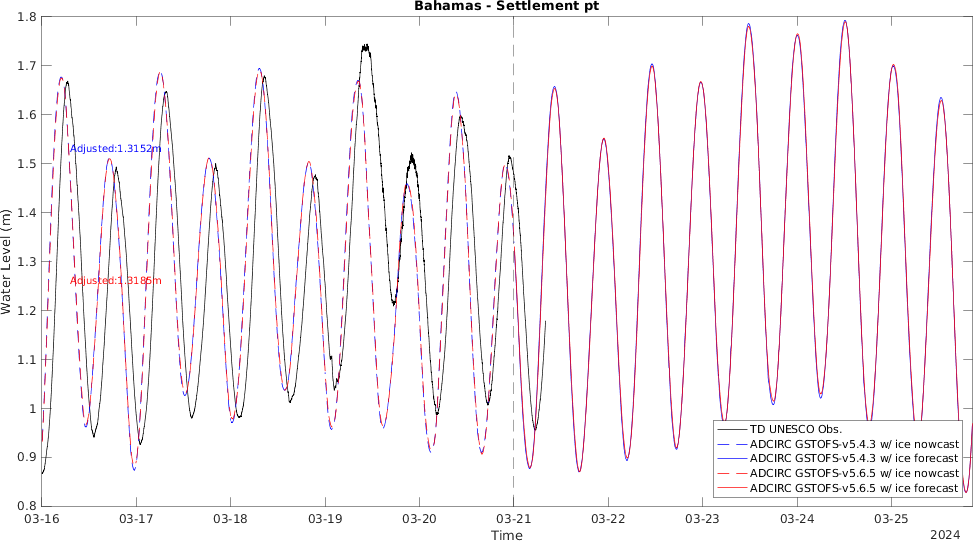 Bahamas - Settlement pt
1.8
1.7
1.6
1.5
1.4
1.3
1.2
1.1
1
0.9
0.8
Water Level (m)
Adjusted:1.3152m
Adjusted:1.3185m
TD UNESCO Obs.
ADCIRC GSTOFS-v5.4.3 w/ ice nowcast
ADCIRC GSTOFS-v5.4.3 w/ ice forecast
ADCIRC GSTOFS-v5.6.5 w/ ice nowcast
ADCIRC GSTOFS-v5.6.5 w/ ice forecast
03-16 03-17 03-18 03-19 03-20 03-21 03-22 03-23 03-24 03-25
Time
2024